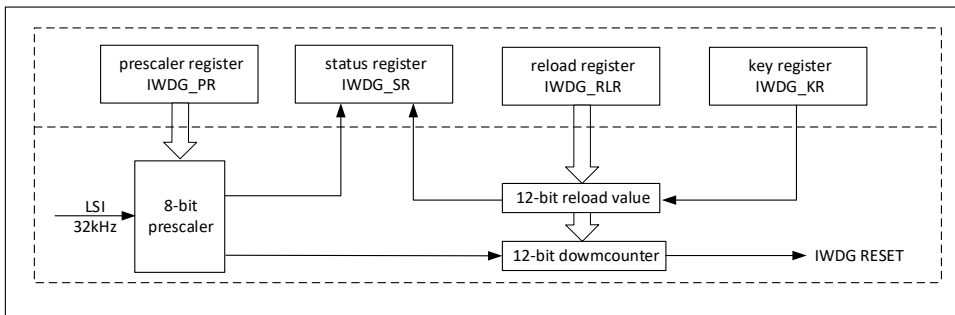 prescaler register
IWDG_PR
status register
IWDG_SR
reload register
IWDG_RLR
key register
IWDG_KR
LSI
32kHz
8-bit
prescaler
12-bit reload value
12-bit dowmcounter
IWDG RESET